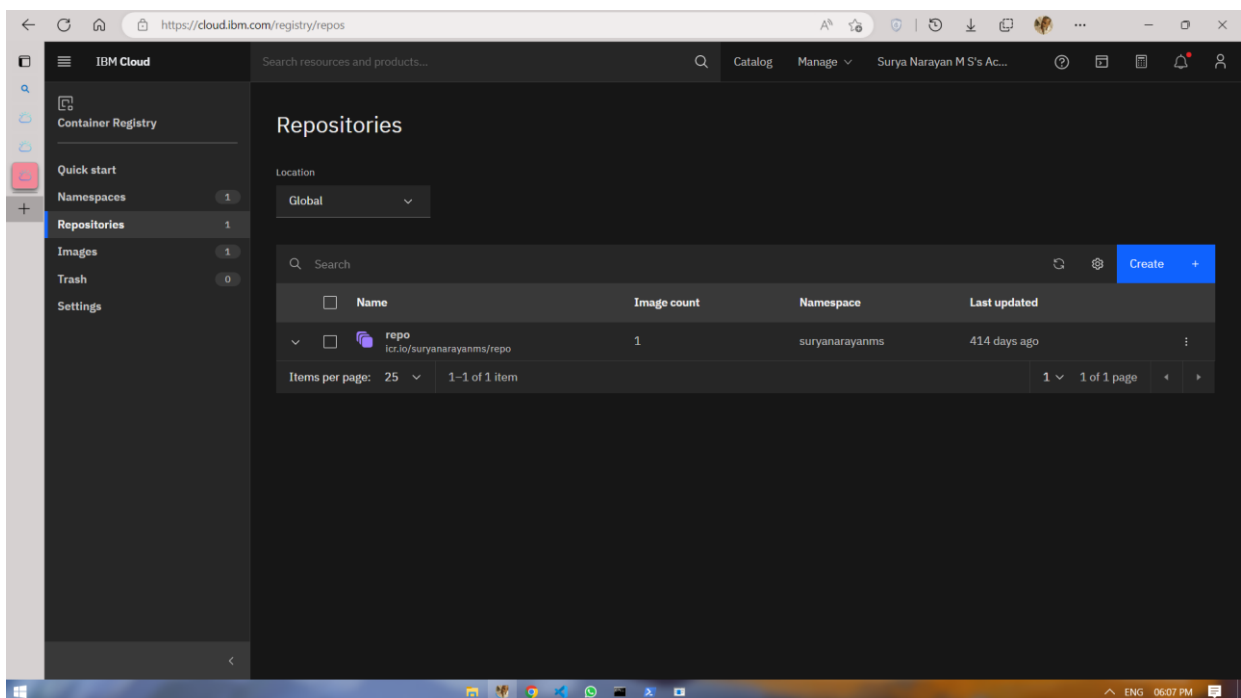 https://cloud.ibm.com/registry/repos
IBM Cloud
Search resources and products...
Catalog
Manage
Surya Narayan M S's Ac...
Container Registry
Quick start
Namespaces 1
Repositories 1
Images 1
Trash 0
Settings
Repositories
Location
Global
Search
Create +
Name Image count Namespace Last updated
repo
icr.io/suryanarayanms/repo
1 suryanarayanms 414 days ago
Items per page: 25 1–1 of 1 item 1 1 of 1 page
ENG 06:07 PM